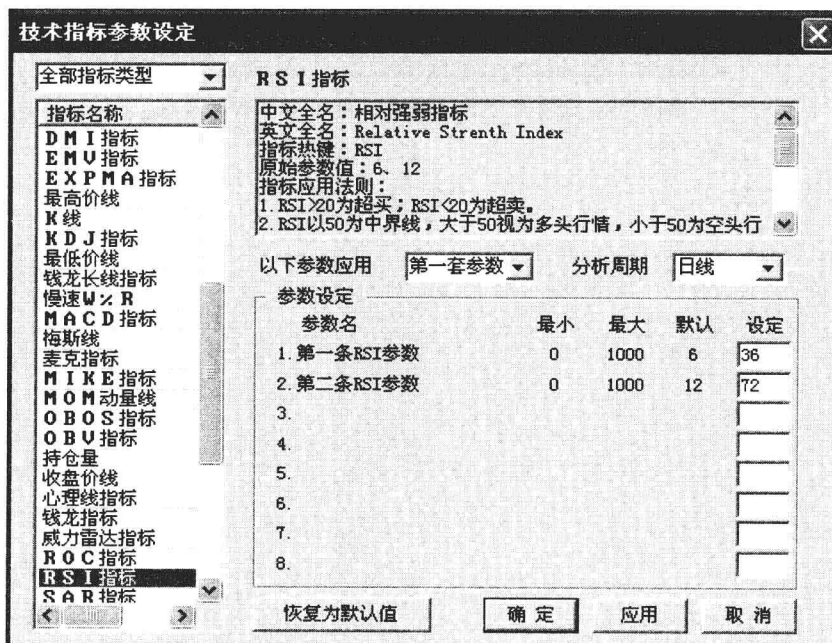 技术指标参数设定
全部指标类型
指标名称
DMI指标
EMV指标
EXPMA指标
最高价线
K线
KDJ指标
最低价线
钱龙长线指标
慢速W%R
MACD指标
梅斯线
麦克指标
MIKE指标
MOM动量线
OBOS指标
OBV指标
持仓量
收盘价线
心理线指标
钱龙指标
威力雷达指标
ROC指标
RSI指标
SAR指标
RSI指标
中文全名：相对强弱指标
英文全名：Relative Strenth Index
指标热键：RSI
原始参数值：6、12
指标应用法则：
1.RSI>20为超买；RSI<20为超卖。
2.RSI以50为中界线，大于50视为多头行情，小于50为空头行
以下参数应用 第一套参数 分析周期 日线
参数设定
参数名 最小 最大 默认 设定
1.第一条RSI参数 0 1000 6 36
2.第二条RSI参数 0 1000 12 72
3.
4.
5.
6.
7.
8.
恢复为默认值 确定 应用 取消